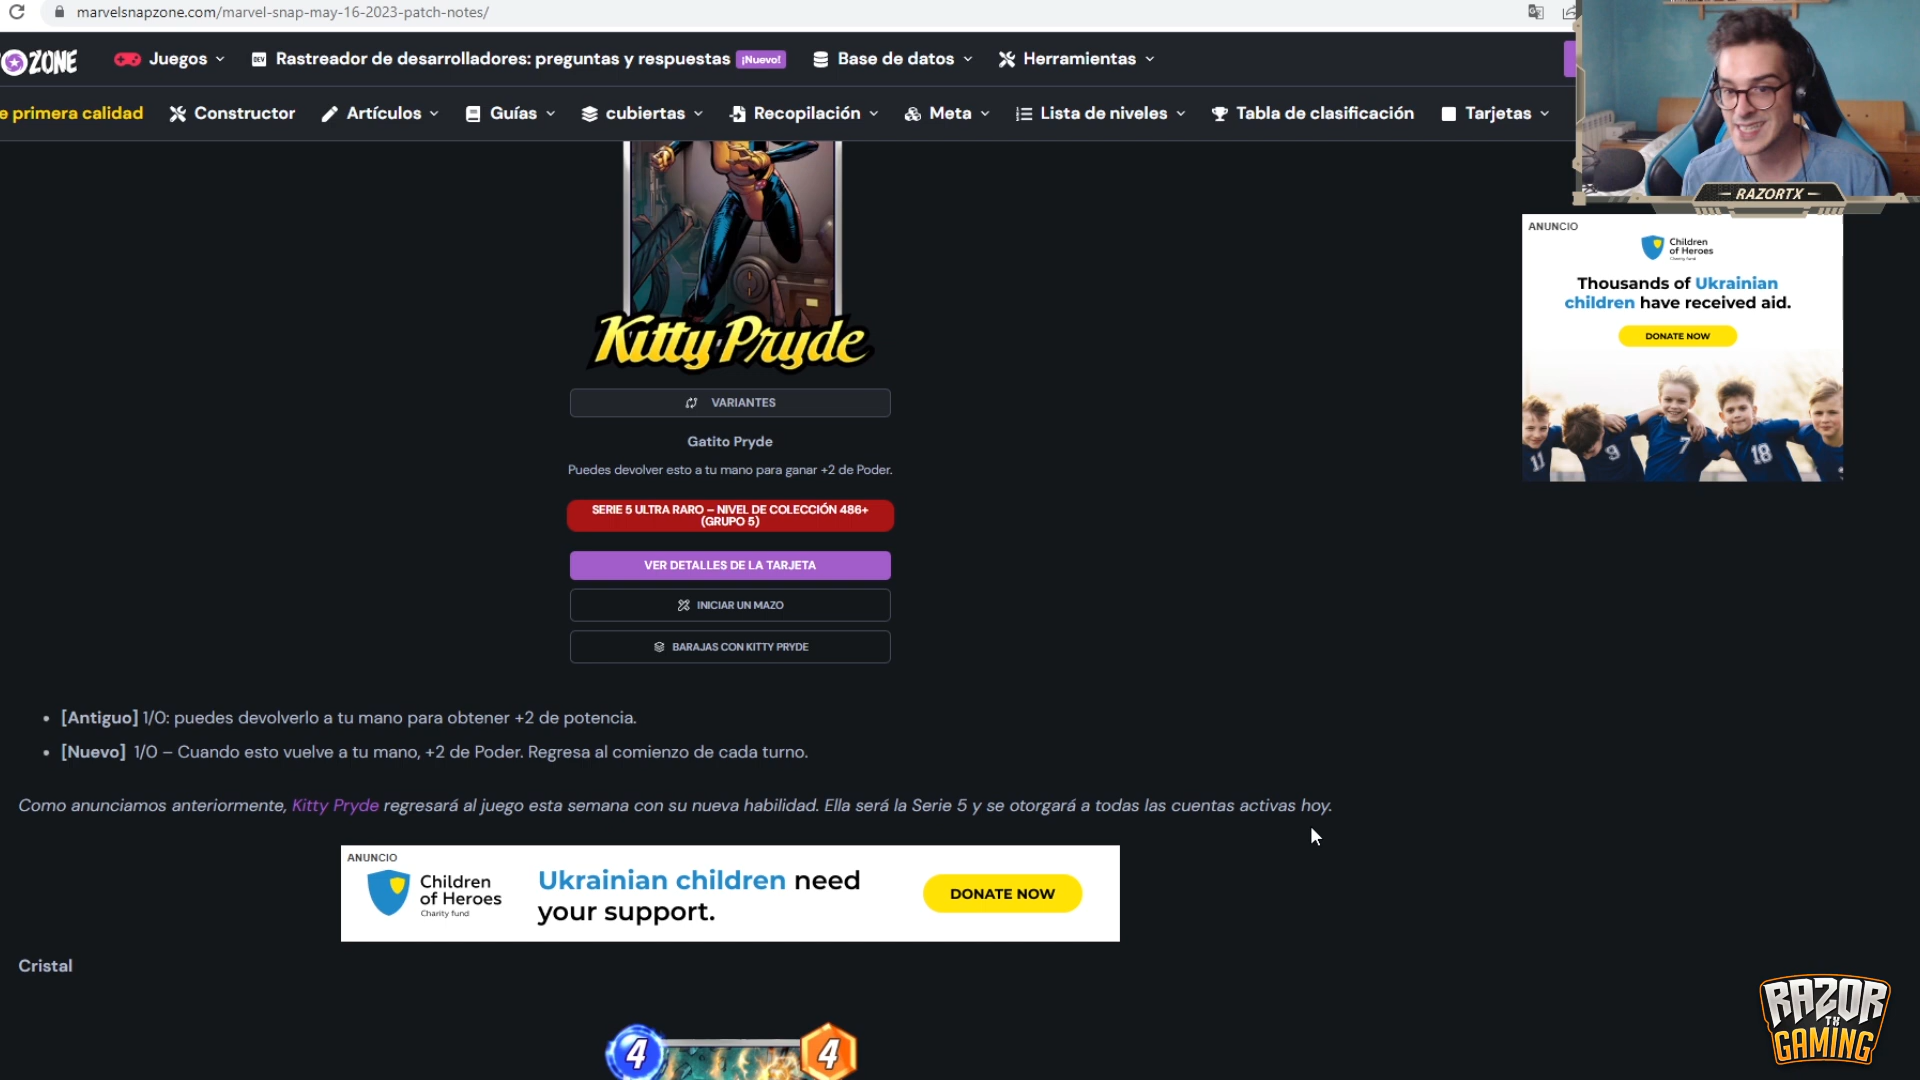 marvelsnapzone.com/marvel-snap-may-16-2023-patch-notes/
ZONE
Juegos
DEV
Rastreador de desarrolladores: preguntas y respuestas
¡Nuevo!
Base de datos
Herramientas
e primera calidad
Constructor
Artículos
Guías
cubiertas
Recopilación
Meta
Lista de niveles
Tabla de clasificación
Tarjetas
RAZORTX
Kitty Pryde
VARIANTES
Gatito Pryde
Puedes devolver esto a tu mano para ganar +2 de Poder.
SERIE 5 ULTRA RARO – NIVEL DE COLECCIÓN 486+
(GRUPO 5)
VER DETALLES DE LA TARJETA
INICIAR UN MAZO
BARAJAS CON KITTY PRYDE
ANUNCIO
Children
of Heroes
Charity fund
Thousands of Ukrainian
children have received aid.
DONATE NOW
11
9
7
18
• [Antiguo] 1/0: puedes devolverlo a tu mano para obtener +2 de potencia.
• [Nuevo] 1/0 – Cuando esto vuelve a tu mano, +2 de Poder. Regresa al comienzo de cada turno.
Como anunciamos anteriormente, Kitty Pryde regresará al juego esta semana con su nueva habilidad. Ella será la Serie 5 y se otorgará a todas las cuentas activas hoy.
ANUNCIO
Children
of Heroes
Charity fund
Ukrainian children need
your support.
DONATE NOW
Cristal
4
4
RAZOR
TX
GAMING